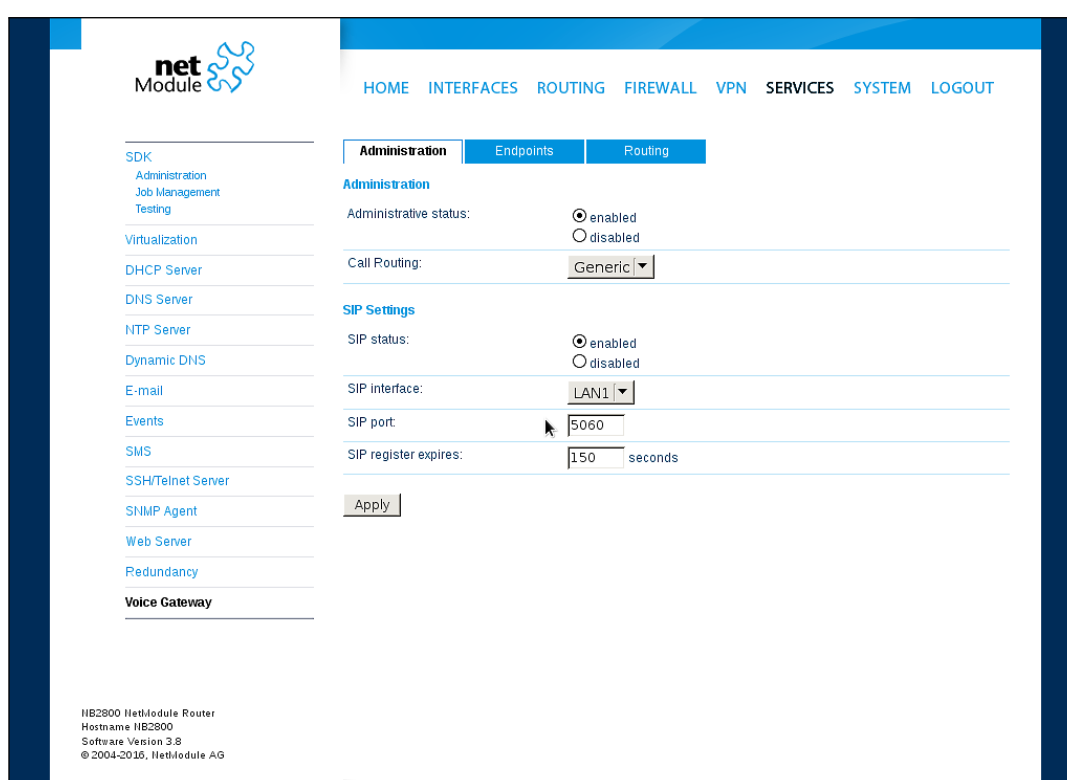 net
Module
HOME INTERFACES ROUTING FIREWALL VPN SERVICES SYSTEM LOGOUT
SDK
Administration
Job Management
Testing
Virtualization
DHCP Server
DNS Server
NTP Server
Dynamic DNS
E-mail
Events
SMS
SSH/Telnet Server
SNMP Agent
Web Server
Redundancy
Voice Gateway
Administration Endpoints Routing
Administration
Administrative status: enabled
disabled
Call Routing: Generic
SIP Settings
SIP status: enabled
disabled
SIP interface: LAN1
SIP port: 5060
SIP register expires: 150 seconds
Apply
NB2800 NetModule Router
Hostname NB2800
Software Version 3.8
© 2004-2016, NetModule AG